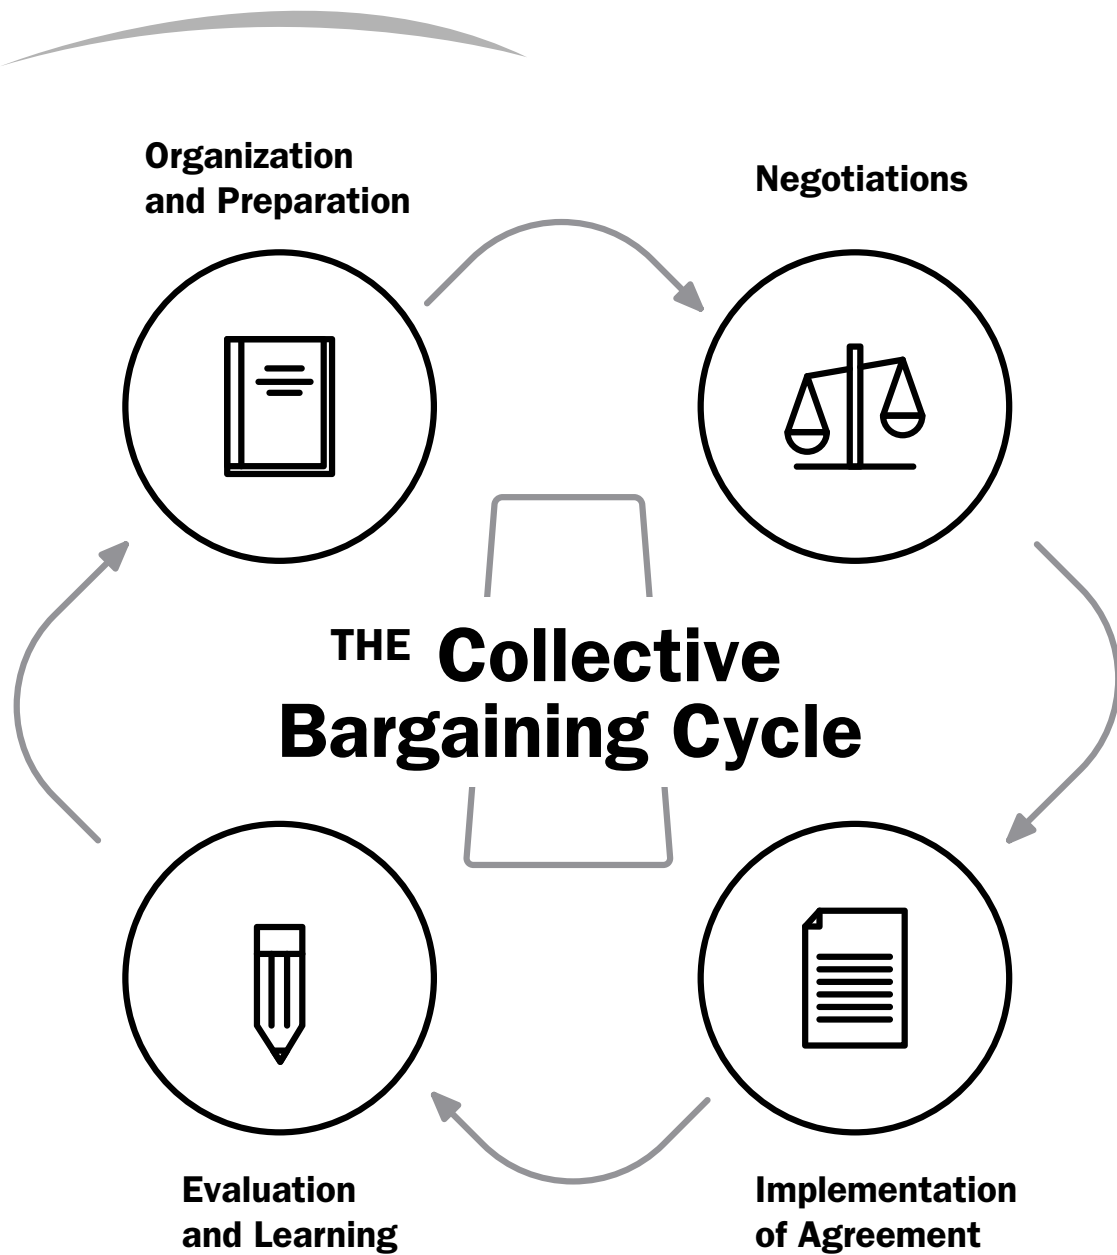 Organization
and Preparation
Negotiations
THE Collective
Bargaining Cycle
Evaluation
and Learning
Implementation
of Agreement